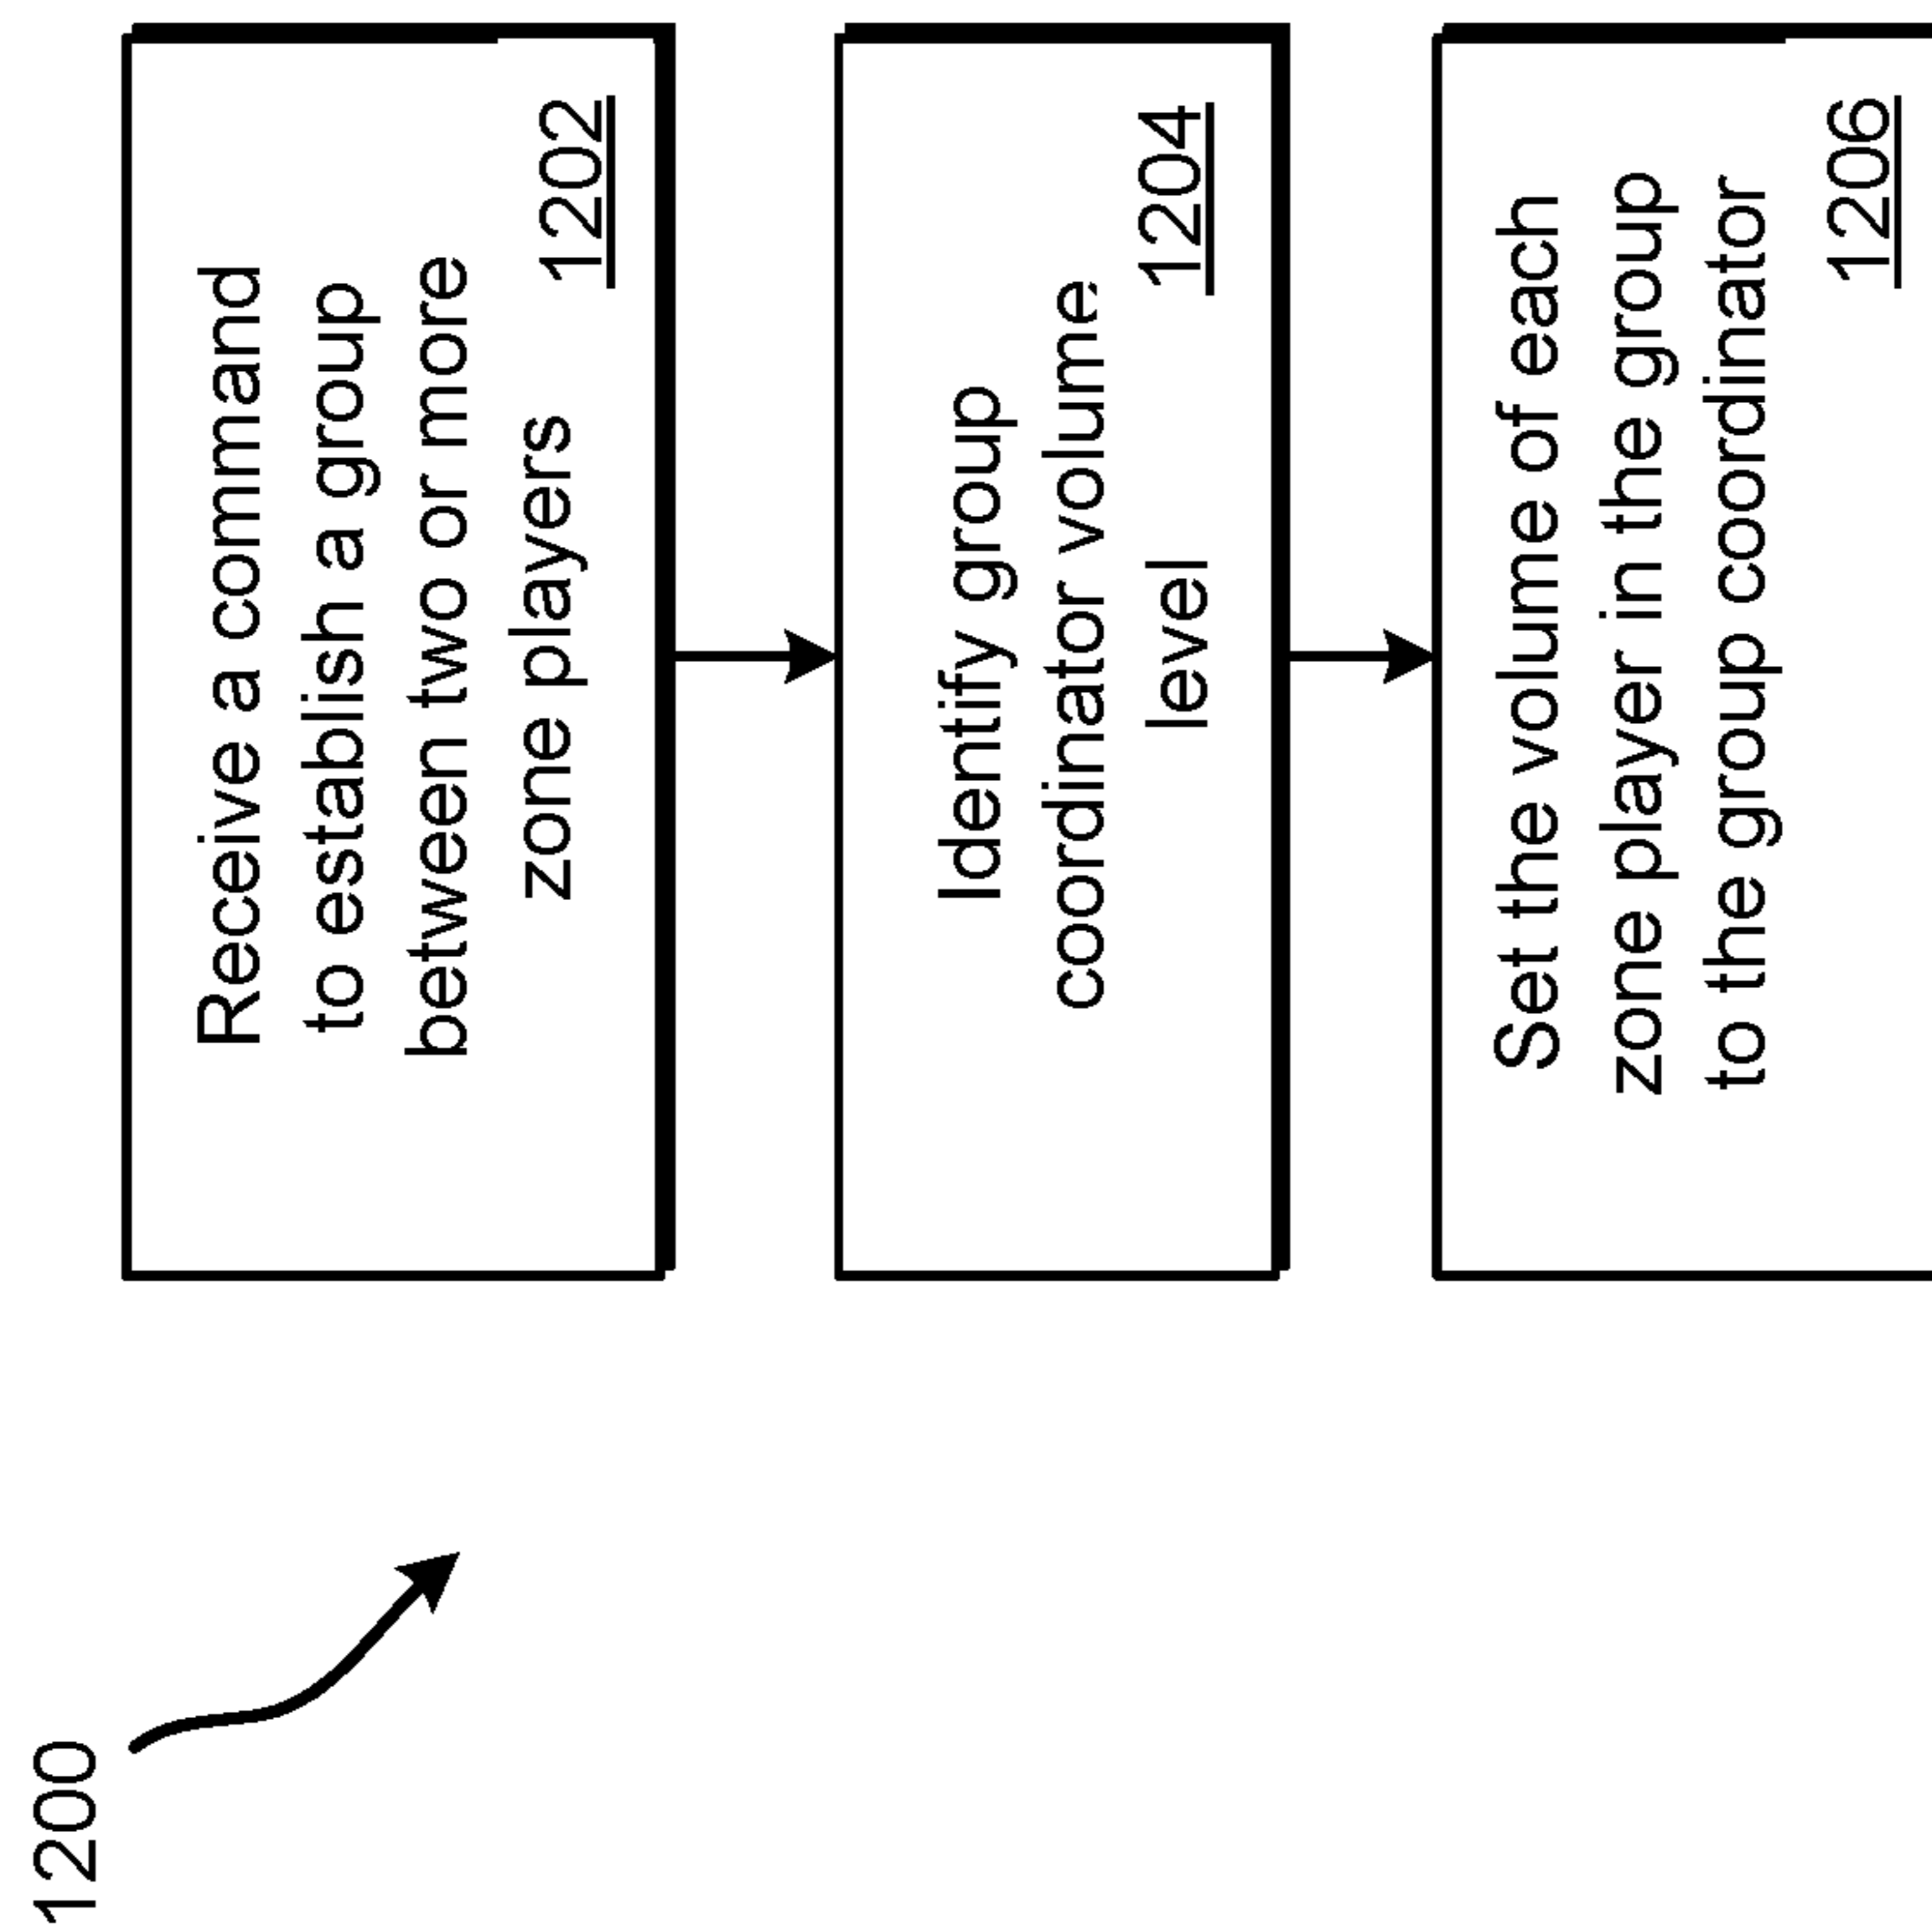 1200
Receive a command
to establish a group
between two or more
zone players
1202
Identify group
coordinator volume
level
1204
Set the volume of each
zone player in the group
to the group coordinator
1206